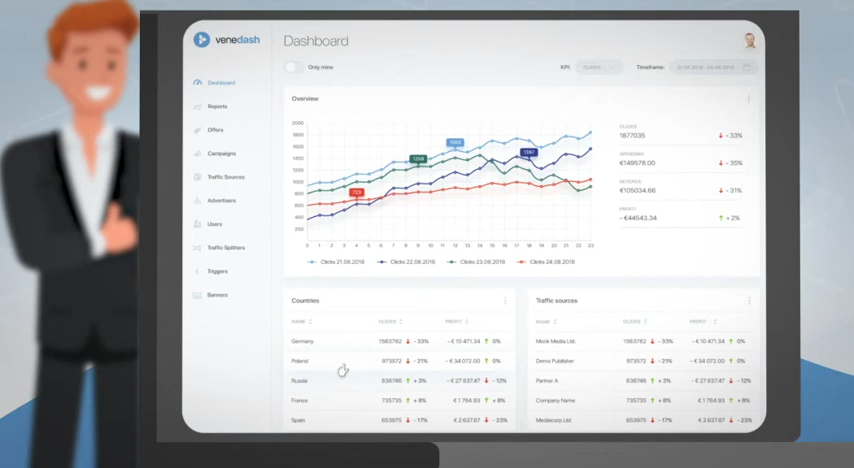 venedash
Dashboard
Only mine
KPI:
CLICKS
Timeframe:
Dashboard
Reports
Offers
Campaigns
Traffic Sources
Advertisers
Users
Traffic Splitters
Triggers
Banners
Overview
2000
1800
1600
1400
1200
1000
800
600
400
200
0 1 2 3 4 5 6 7 8 9 10 11 12 13 14 15 16 17 18 19 20 21 22 23
723
Clicks 21.08.2018 Clicks 22.08.2018 Clicks 23.08.2018 Clicks 24.08.2018
CLICKS
1877035 - 33%
SPENDING
€149578.00 - 35%
REVENUE
€105034.66 - 31%
PROFIT
- €44543.34 + 2%
Countries
NAME CLICKS PROFIT
Germany 1563782 - 33% - € 10 471.34 0%
Poland 973572 - 21% - € 34 072.00 0%
Russia 836746 + 3% - € 27 837.47 - 12%
France 735735 + 8% € 1 784.93 + 8%
Spain 653975 - 17% € 2 637.67 - 23%
Traffic sources
NAME CLICKS PROFIT
Mock Media Ltd. 1563782 - 33% - € 10 471.34 0%
Demo Publisher 973572 - 21% - € 34 072.00 0%
Partner A 836746 + 3% - € 27 837.47 - 12%
Company Name 735735 + 8% € 1 784.93 + 8%
Mediacorp Ltd 653975 - 17% € 2 637.67 - 23%